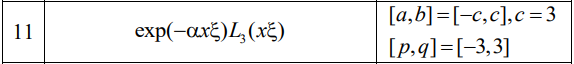 11 exp(−αxξ)L₃(xξ) [a,b]=[−c,c],c=3
[p,q]=[−3,3]